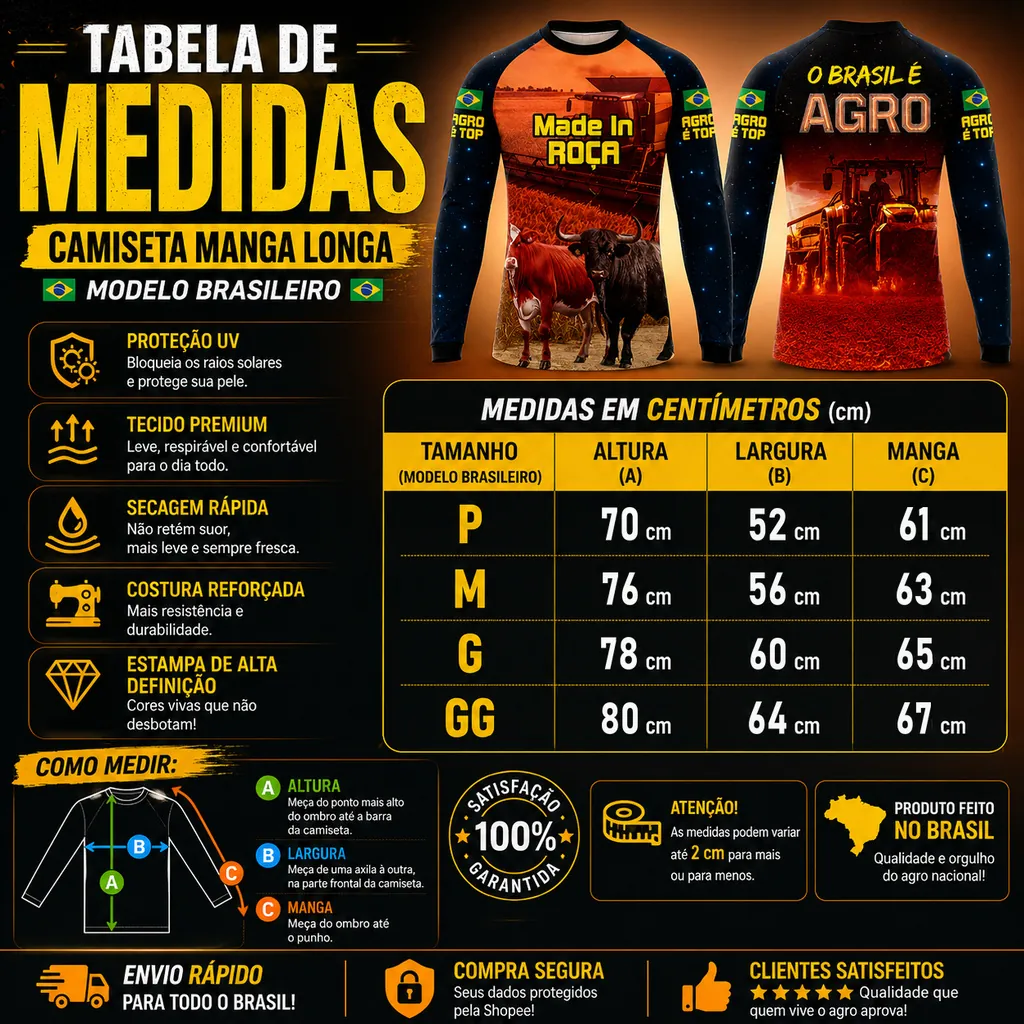 TABELA DE
MEDIDAS
CAMISETA MANGA LONGA
MODELO BRASILEIRO
AGRO
É TOP
Made In
ROÇA
AGRO
É TOP
AGRO
É TOP
O BRASIL É
AGRO
AGRO
É TOP
PROTEÇÃO UV
Bloqueia os raios solares
e protege sua pele.
TECIDO PREMIUM
Leve, respirável e confortável
para o dia todo.
SECAGEM RÁPIDA
Não retém suor,
mais leve e sempre fresca.
COSTURA REFORÇADA
Mais resistência e
durabilidade.
ESTAMPA DE ALTA
DEFINIÇÃO
Cores vivas que não
desbotam!
MEDIDAS EM CENTÍMETROS (cm)
TAMANHO (MODELO BRASILEIRO) ALTURA (A) LARGURA (B) MANGA (C)
P 70 cm 52 cm 61 cm
M 76 cm 56 cm 63 cm
G 78 cm 60 cm 65 cm
GG 80 cm 64 cm 67 cm
COMO MEDIR:
A
B
C
A ALTURA
Meça do ponto mais alto
do ombro até a barra
da camiseta.
B LARGURA
Meça de uma axila à outra,
na parte frontal da camiseta.
C MANGA
Meça do ombro até
o punho.
SATISFAÇÃO
100%
GARANTIDA
ATENÇÃO!
As medidas podem variar
até 2 cm para mais
ou para menos.
PRODUTO FEITO
NO BRASIL
Qualidade e orgulho
do agro nacional!
ENVIO RÁPIDO
PARA TODO O BRASIL!
COMPRA SEGURA
Seus dados protegidos
pela Shopee!
CLIENTES SATISFEITOS
★★★★★ Qualidade que
quem vive o agro aprova!